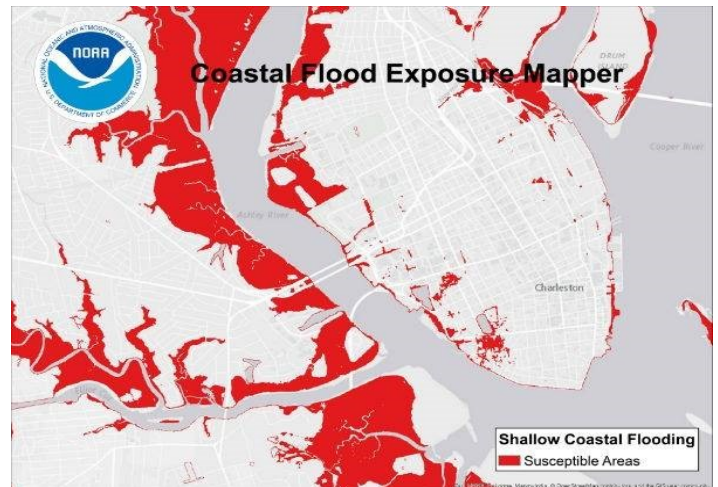 NATIONAL OCEANIC AND ATMOSPHERIC ADMINISTRATION
U.S. DEPARTMENT OF COMMERCE
NOAA
Coastal Flood Exposure Mapper
DRUM
ISLAND
Cooper River
Ashley River
Charleston
Shallow Coastal Flooding
Susceptible Areas